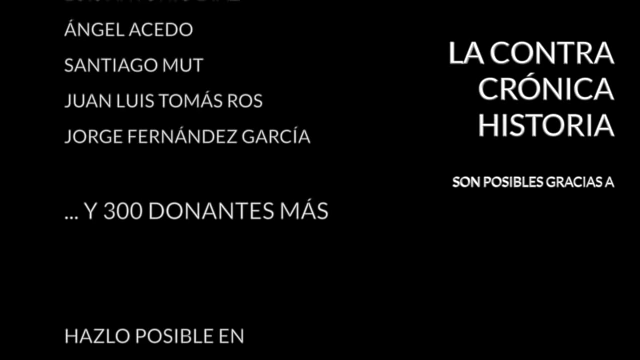 ÁNGEL ACEDO
SANTIAGO MUT
JUAN LUIS TOMÁS ROS
JORGE FERNÁNDEZ GARCÍA
... Y 300 DONANTES MÁS
HAZLO POSIBLE EN
LA CONTRA
CRÓNICA
HISTORIA
SON POSIBLES GRACIAS A